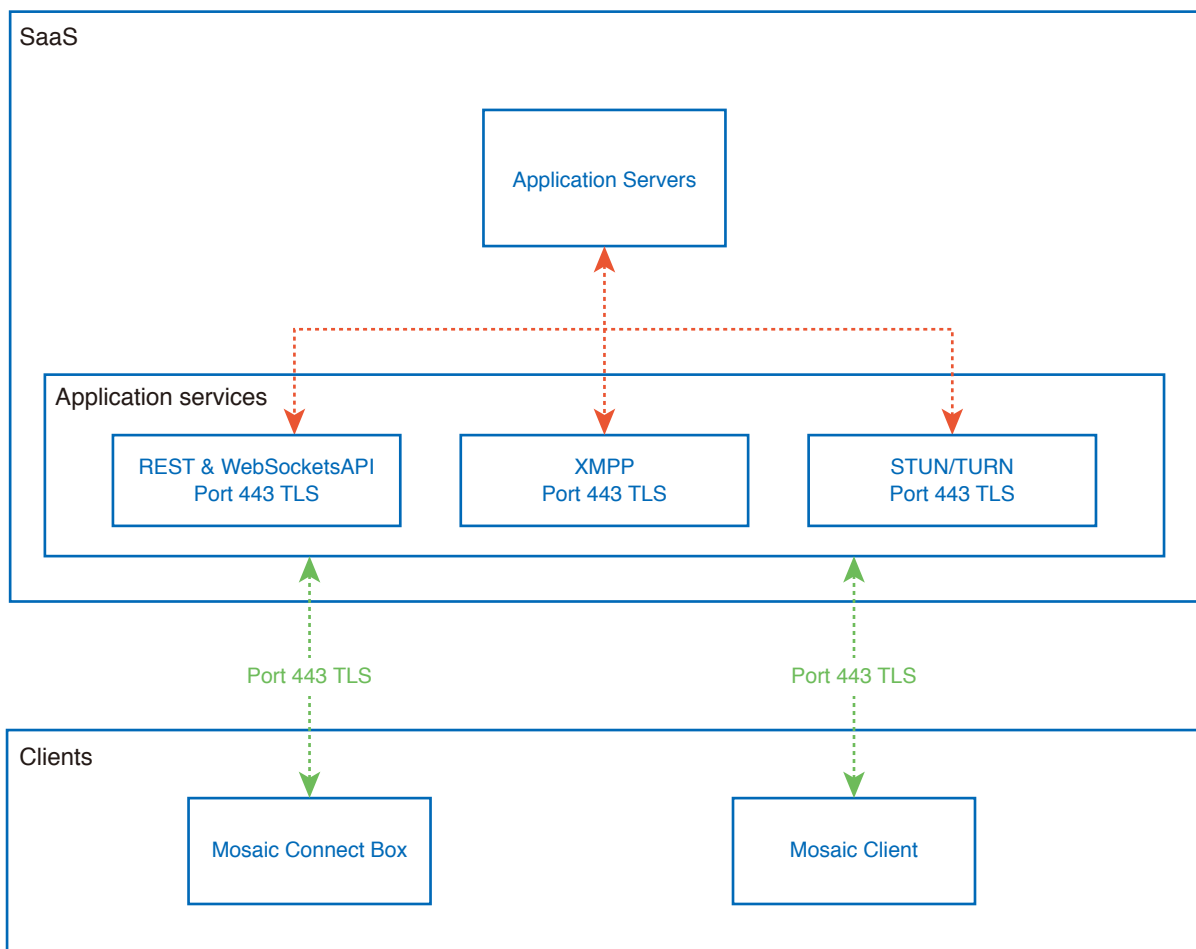 SaaS
Application Servers
Application services
REST & WebSocketsAPI
Port 443 TLS
XMPP
Port 443 TLS
STUN/TURN
Port 443 TLS
Port 443 TLS
Port 443 TLS
Clients
Mosaic Connect Box
Mosaic Client